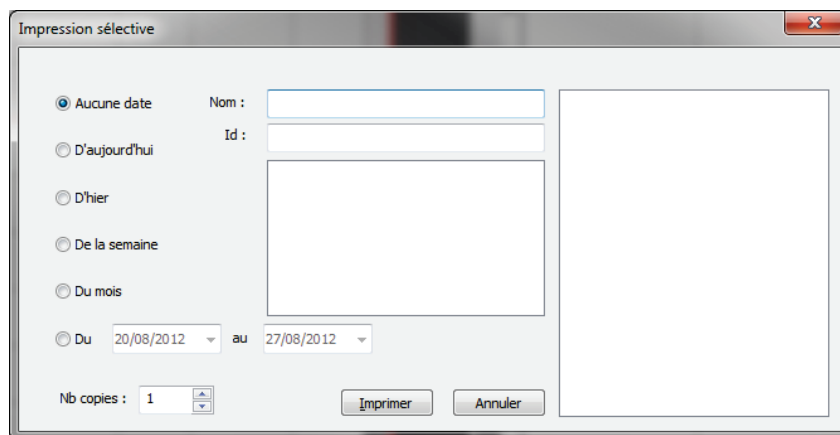 Impression sélective
Aucune date Nom :
Id :
D'aujourd'hui
D'hier
De la semaine
Du mois
Du 20/08/2012 au 27/08/2012
Nb copies : 1 Imprimer Annuler